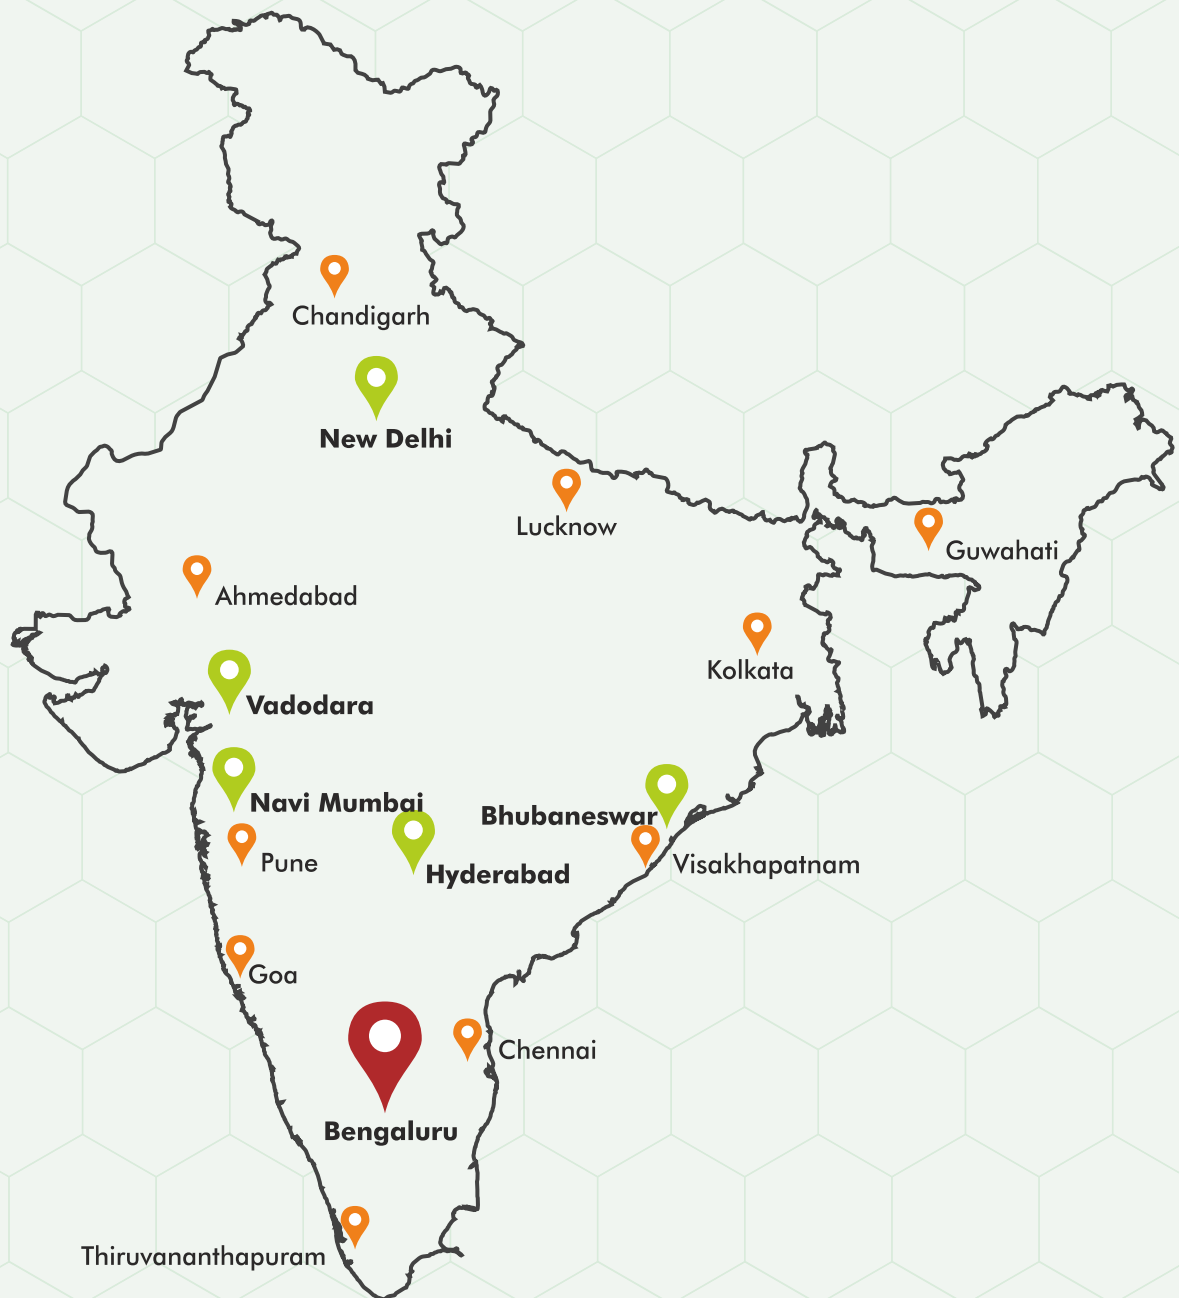 Chandigarh
New Delhi
Lucknow
Guwahati
Ahmedabad
Kolkata
Vadodara
Navi Mumbai
Bhubaneswar
Pune
Visakhapatnam
Hyderabad
Goa
Chennai
Bengaluru
Thiruvananthapuram